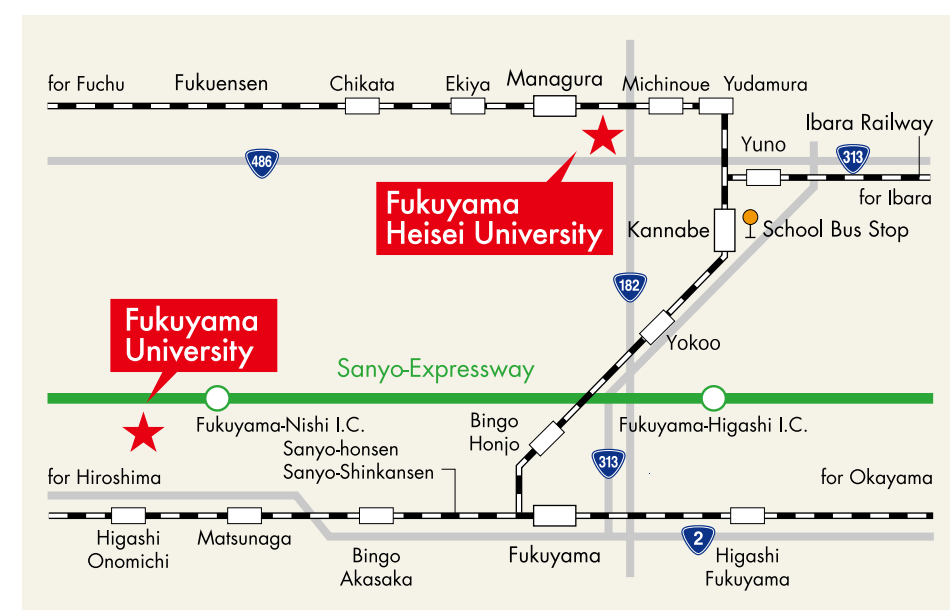 for Fuchu
Fukuensen
Chikata
Ekiya
Managura
Michinoue
Yudamura
Ibara Railway
Yuno
313
486
for Ibara
Fukuyama
Heisei University
Kannabe
School Bus Stop
182
Fukuyama
University
Yokoo
Sanyo-Expressway
Fukuyama-Nishi I.C.
Bingo
Honjo
Fukuyama-Higashi I.C.
Sanyo-honsen
Sanyo-Shinkansen
313
for Hiroshima
for Okayama
Higashi
Onomichi
Matsunaga
Bingo
Akasaka
Fukuyama
2
Higashi
Fukuyama